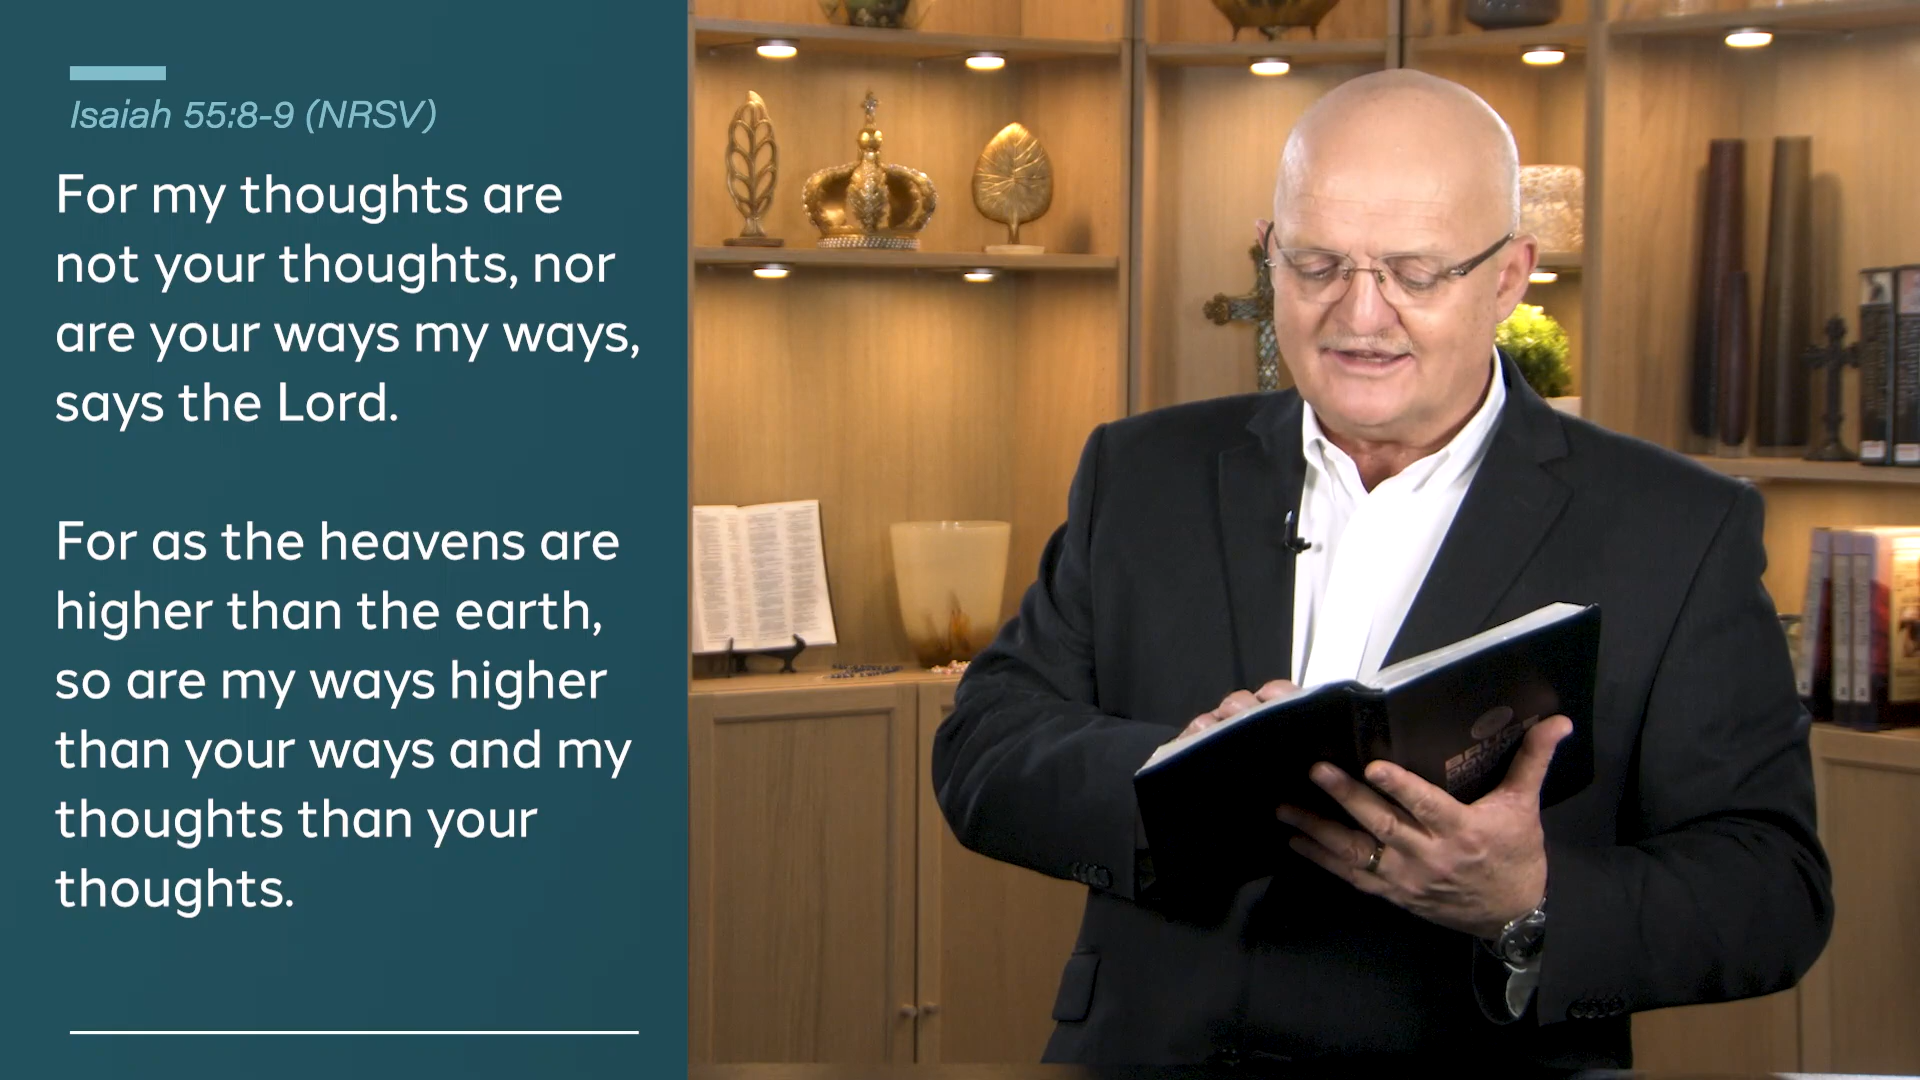 Isaiah 55:8-9 (NRSV)
For my thoughts are
not your thoughts, nor
are your ways my ways,
says the Lord.
For as the heavens are
higher than the earth,
so are my ways higher
than your ways and my
thoughts than your
thoughts.